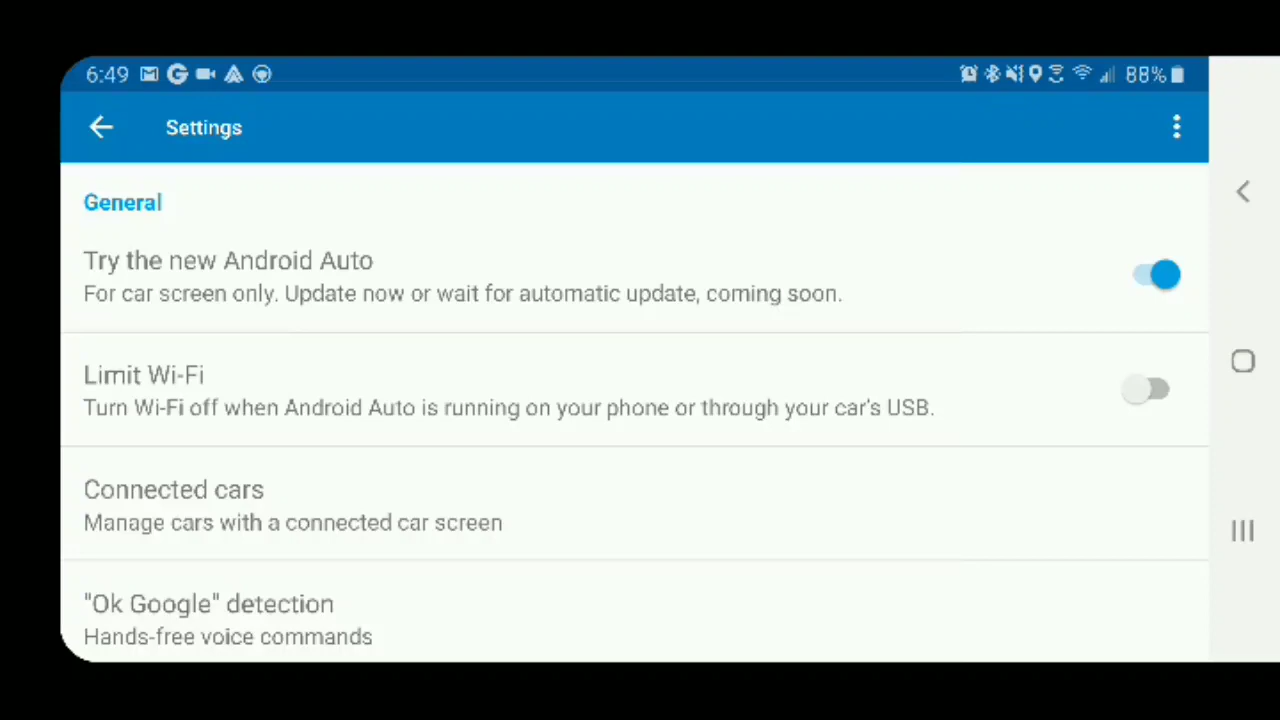 6:49 88%
Settings
General
Try the new Android Auto
For car screen only. Update now or wait for automatic update, coming soon.
Limit Wi-Fi
Turn Wi-Fi off when Android Auto is running on your phone or through your car's USB.
Connected cars
Manage cars with a connected car screen
"Ok Google" detection
Hands-free voice commands